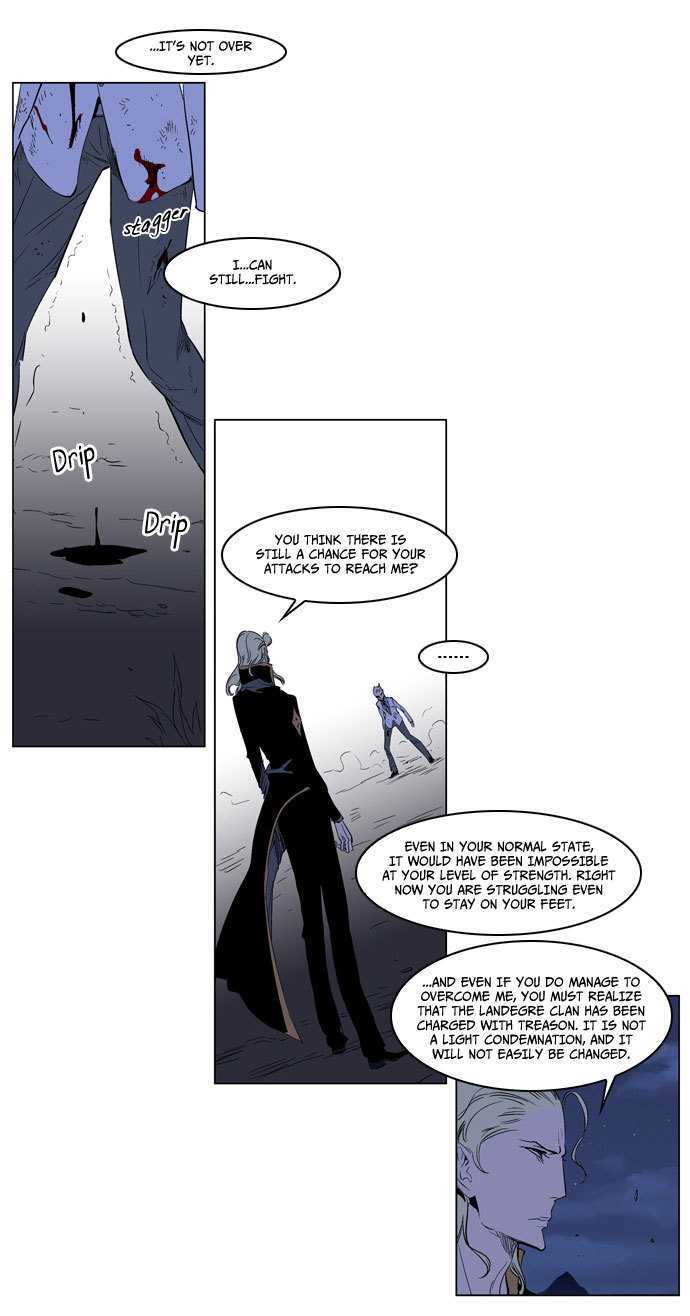 ...IT'S NOT OVER
YET.
stagger
I...CAN
STILL...FIGHT.
Drip
Drip
YOU THINK THERE IS
STILL A CHANCE FOR YOUR
ATTACKS TO REACH ME?
------
EVEN IN YOUR NORMAL STATE,
IT WOULD HAVE BEEN IMPOSSIBLE
AT YOUR LEVEL OF STRENGTH. RIGHT
NOW YOU ARE STRUGGLING EVEN
TO STAY ON YOUR FEET.
...AND EVEN IF YOU DO MANAGE TO
OVERCOME ME, YOU MUST REALIZE
THAT THE LANDEGRE CLAN HAS BEEN
CHARGED WITH TREASON. IT IS NOT
A LIGHT CONDEMNATION, AND IT
WILL NOT EASILY BE CHANGED.